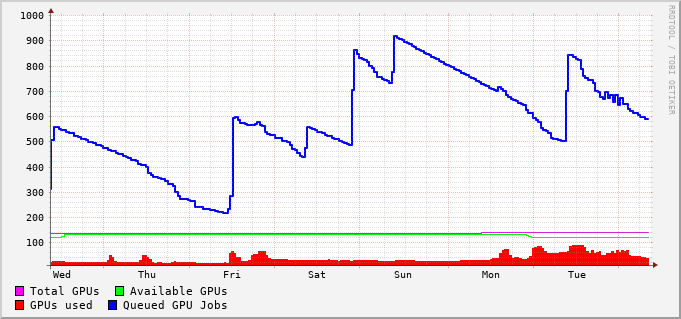 1000
900
800
700
600
500
400
300
200
100
Wed Thu Fri Sat Sun Mon Tue
Total GPUs Available GPUs
GPUs used Queued GPU Jobs
RRDTOOL / TOBI OETIKER